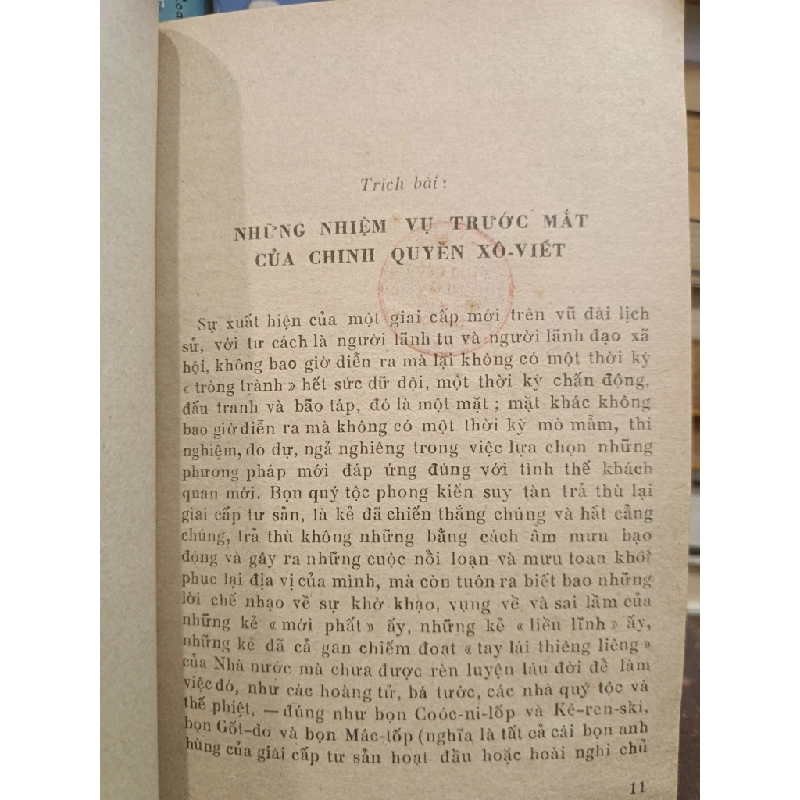 Trích bài:
NHỮNG NHIỆM VỤ TRƯỚC MẮT
CỦA CHINH QUYỀN XÔ-VIẾT
Sự xuất hiện của một giai cấp mới trên vũ đài lịch
sử, với tư cách là người lãnh tụ và người lãnh đạo xã
hội, không bao giờ diễn ra mà lại không có một thời kỳ
« tròng trành » hết sức dữ dội, một thời kỳ chấn động,
đấu tranh và bão táp, đó là một mặt ; mặt khác không
bao giờ diễn ra mà không có một thời kỳ mò mẫm, thí
nghiệm, do dự, ngả nghiêng trong việc lựa chọn những
phương pháp mới đáp ứng đúng với tình thế khách
quan mới. Bọn quý tộc phong kiến suy tàn trả thù lại
giai cấp tư sản, là kẻ đã chiến thắng chúng và hất cẳng
chúng, trả thù không những bằng cách âm mưu bạo
động và gây ra những cuộc nổi loạn và mưu toan khôi
phục lại địa vị của mình, mà còn tuôn ra biết bao những
lời chế nhạo về sự khờ khạo, vụng về và sai lầm của
những kẻ « mới phất » ấy, những kẻ « liều lĩnh » ấy,
những kẻ đã cả gan chiếm đoạt « tay lái thiêng liêng »
của Nhà nước mà chưa được rèn luyện lâu đời để làm
việc đó, như các hoàng tử, bá tước, các nhà quý tộc và
thế phiệt, — đúng như bọn Coóc-ni-lốp và Kê-ren-ski,
bọn Gốt-dơ và bọn Mác-tốp (nghĩa là tất cả cái bọn anh
hùng của giai cấp tư sản hoạt đầu hoặc hoài nghi chủ
11